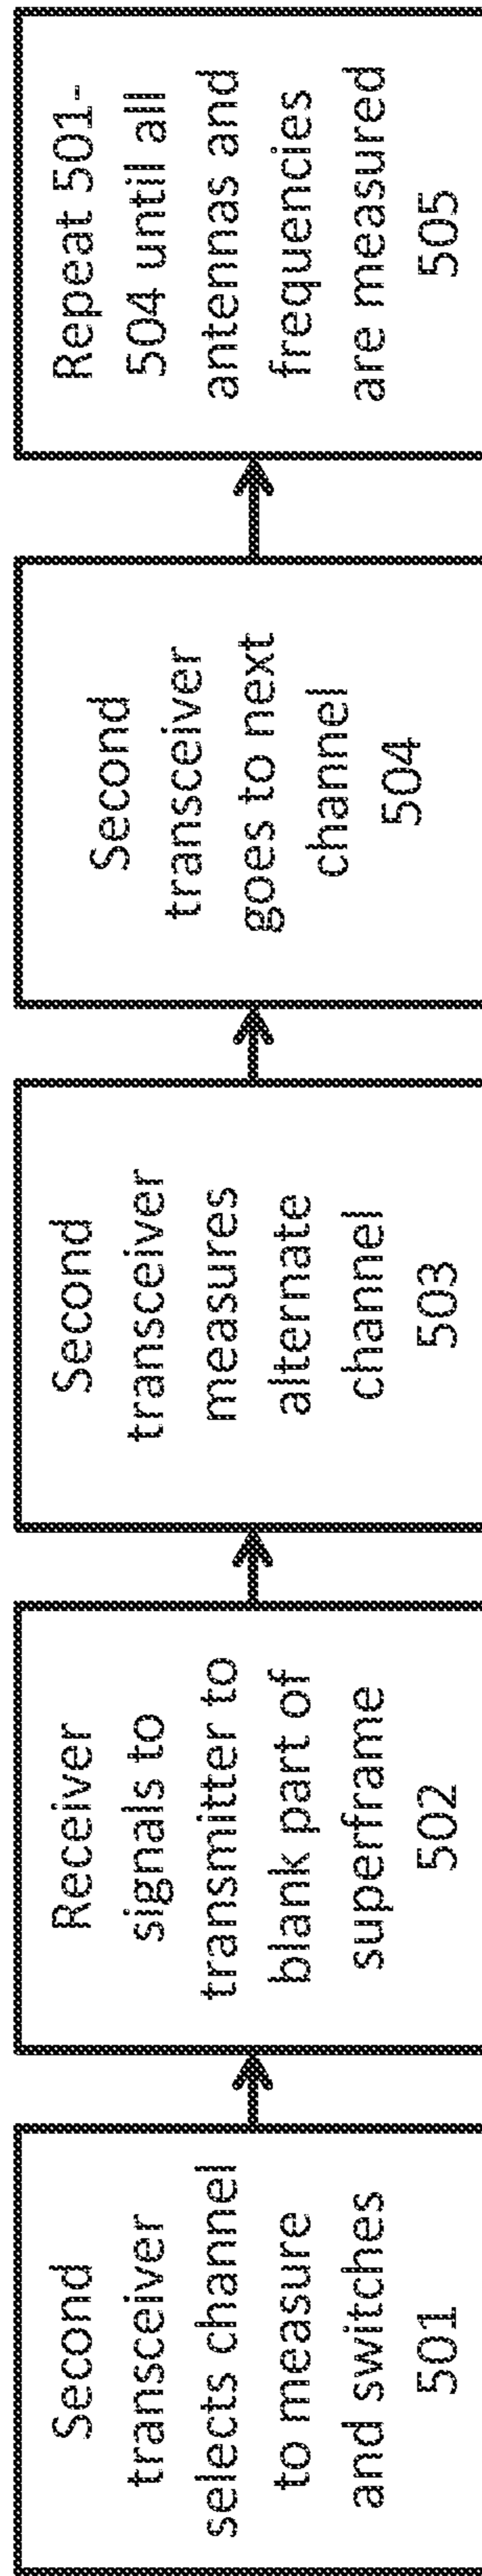 Second
transceiver
selects channel
to measure
and switches
501
Receiver
signals to
transmitter to
blank part of
superframe
502
Second
transceiver
measures
alternate
channel
503
Second
transceiver
goes to next
channel
504
Repeat 501-
504 until all
antennas and
frequencies
are measured
505